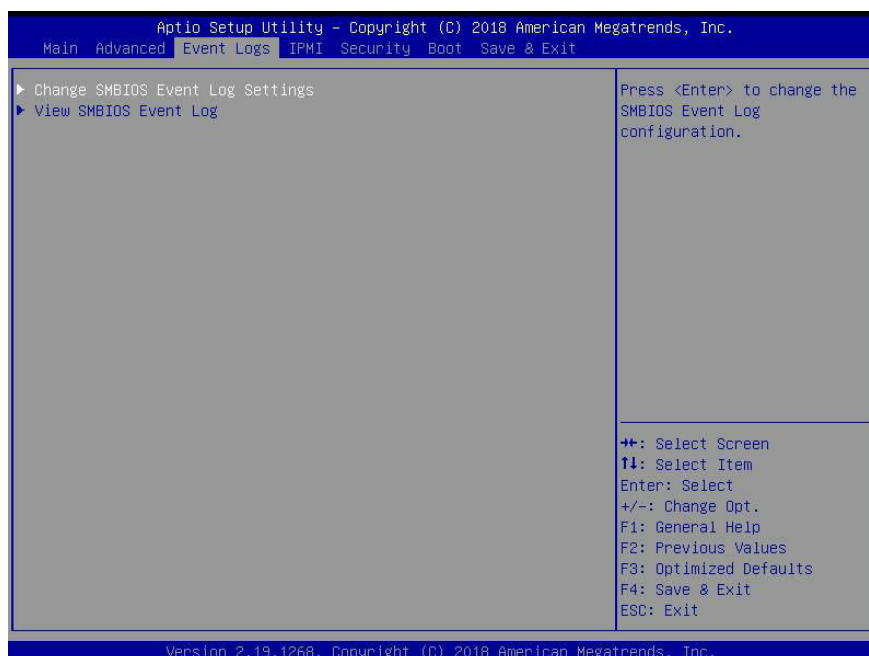 Aptio Setup Utility – Copyright (C) 2018 American Megatrends, Inc.
Main Advanced Event Logs IPMI Security Boot Save & Exit
▶ Change SMBIOS Event Log Settings
▶ View SMBIOS Event Log
Press <Enter> to change the
SMBIOS Event Log
configuration.
→←: Select Screen
↑↓: Select Item
Enter: Select
+/-: Change Opt.
F1: General Help
F2: Previous Values
F3: Optimized Defaults
F4: Save & Exit
ESC: Exit
Version 2.19.1268. Copyright (C) 2018 American Megatrends, Inc.